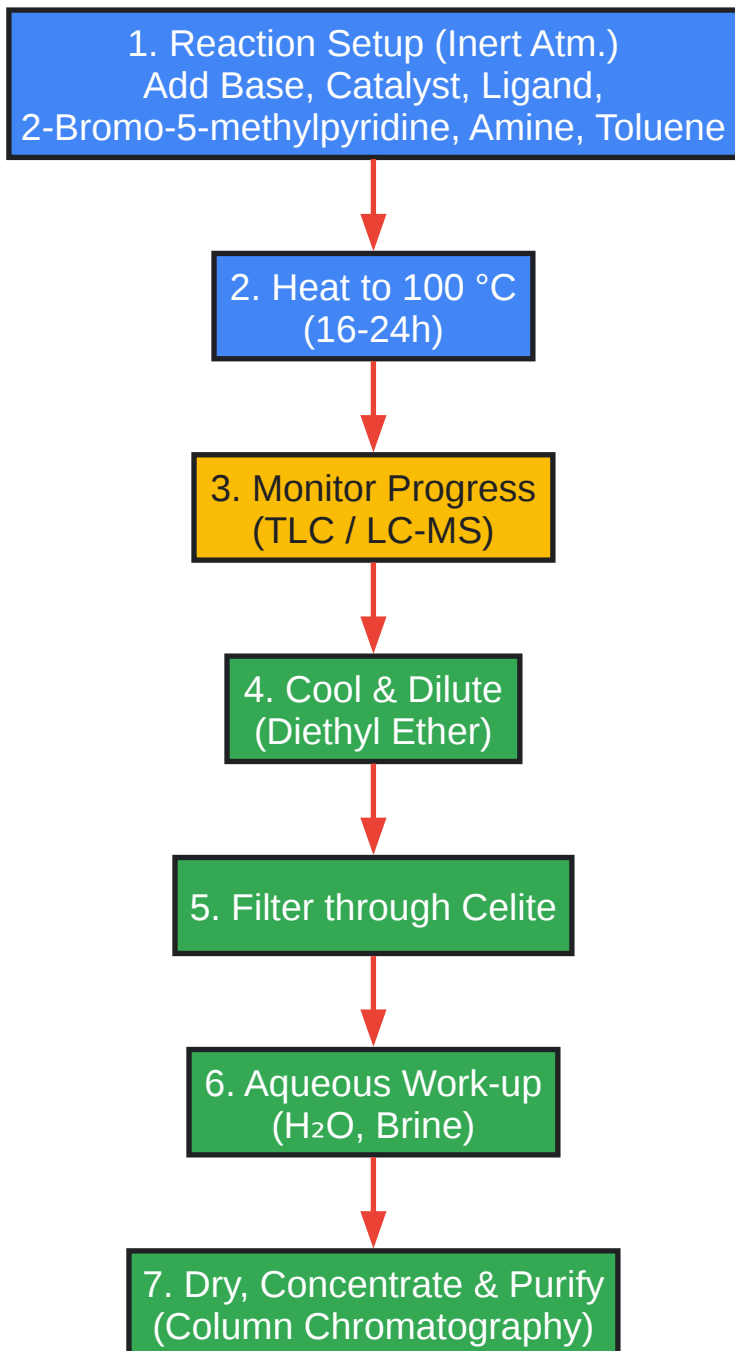 1. Reaction Setup (Inert Atm.)
Add Base, Catalyst, Ligand,
2-Bromo-5-methylpyridine, Amine, Toluene
2. Heat to 100 °C
(16-24h)
3. Monitor Progress
(TLC / LC-MS)
4. Cool & Dilute
(Diethyl Ether)
5. Filter through Celite
6. Aqueous Work-up
(H₂O, Brine)
7. Dry, Concentrate & Purify
(Column Chromatography)